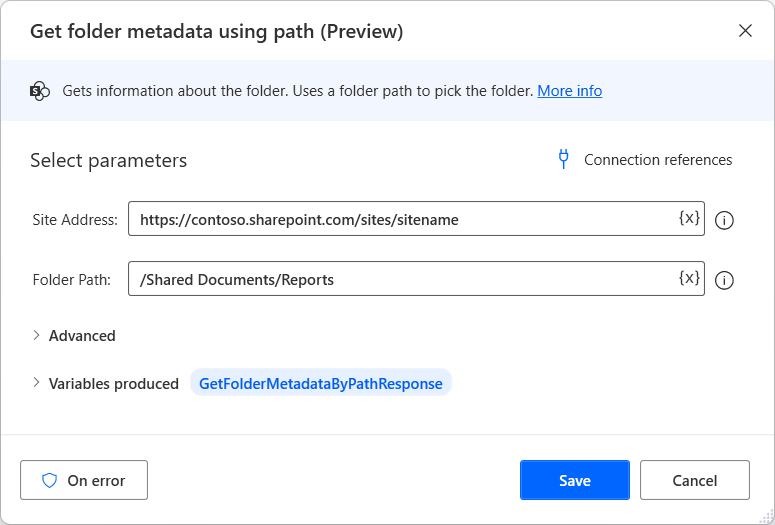 Get folder metadata using path (Preview)
Gets information about the folder. Uses a folder path to pick the folder. More info
Select parameters
Connection references
Site Address: https://contoso.sharepoint.com/sites/sitename {x}
Folder Path: /Shared Documents/Reports {x}
Advanced
Variables produced GetFolderMetadataByPathResponse
On error Save Cancel